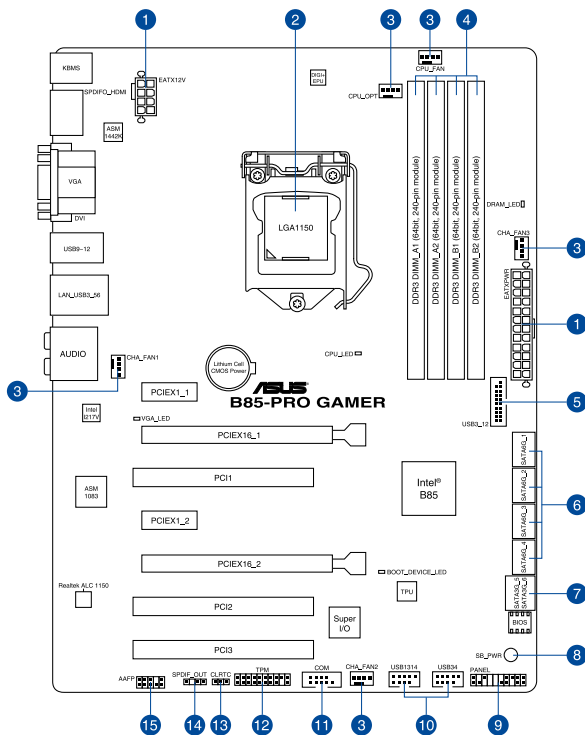 1
2
3
3
4
KBMS
EATX12V
SPDIFO_HDMI
DIGI+
EPU
CPU_OPT
CPU_FAN
ASM
1442K
VGA
DVI
LGA1150
DDR3 DIMM_A1 (64bit, 240-pin module)
DDR3 DIMM_A2 (64bit, 240-pin module)
DDR3 DIMM_B1 (64bit, 240-pin module)
DDR3 DIMM_B2 (64bit, 240-pin module)
DRAM_LED
CHA_FAN3
3
USB9-12
LAN_USB3_56
EATXPWR
1
AUDIO
CHA_FAN1
3
Lithium Cell
CMOS Power
CPU_LED
ASUS
B85-PRO GAMER
PCIEX1_1
5
USB3_12
Intel
I217V
VGA_LED
PCIEX16_1
SATA6G_1
SATA6G_2
SATA6G_3
SATA6G_4
6
PCI1
ASM
1083
Intel®
B85
PCIEX1_2
PCIEX16_2
BOOT_DEVICE_LED
TPU
SATA3G_5
SATA3G_6
7
BIOS
Realtek ALC 1150
PCI2
Super
I/O
PCI3
SB_PWR
8
AAFP
SPDIF_OUT
CLRTC
TPM
COM
CHA_FAN2
USB1314
USB34
PANEL
15
14
13
12
11
3
10
9